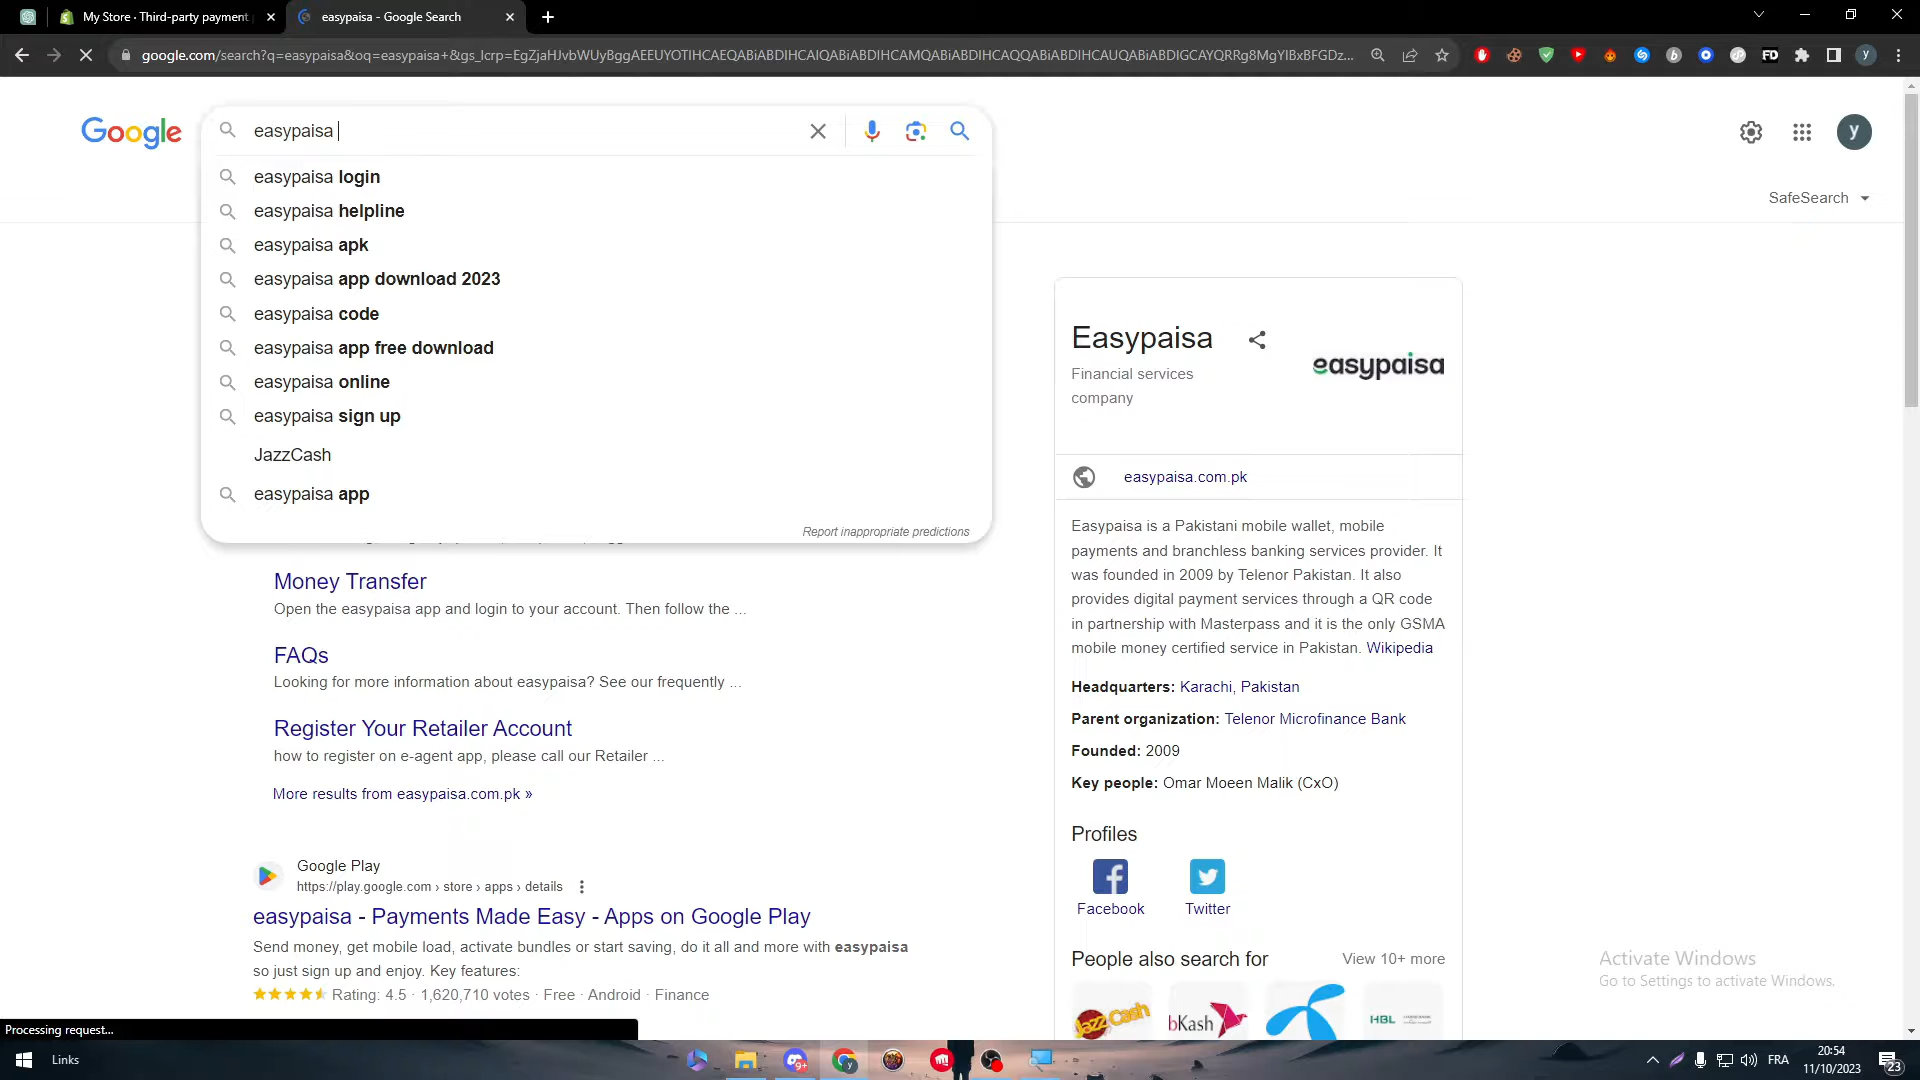 My Store · Third-party payment
easypaisa - Google Search
google.com/search?q=easypaisa&oq=easypaisa+&gs_lcrp=EgZjaHJvbWUyBggAEEUYOTIHCAEQABiABDIHCAIQABiABDIHCAMQABiABDIHCAQQABiABDIHCAUQABiABDIGCAYQRRg8MgYIBxBFGDz...
Google
easypaisa
y
easypaisa login
easypaisa helpline
SafeSearch
easypaisa apk
easypaisa app download 2023
easypaisa code
easypaisa app free download
easypaisa online
easypaisa sign up
JazzCash
easypaisa app
Report inappropriate predictions
Money Transfer
Open the easypaisa app and login to your account. Then follow the ...
FAQs
Looking for more information about easypaisa? See our frequently ...
Register Your Retailer Account
how to register on e-agent app, please call our Retailer ...
More results from easypaisa.com.pk »
Google Play
https://play.google.com › store › apps › details
easypaisa - Payments Made Easy - Apps on Google Play
Send money, get mobile load, activate bundles or start saving, do it all and more with easypaisa
so just sign up and enjoy. Key features:
Rating: 4.5 · 1,620,710 votes · Free · Android · Finance
Easypaisa
easypaisa
Financial services
company
easypaisa.com.pk
Easypaisa is a Pakistani mobile wallet, mobile
payments and branchless banking services provider. It
was founded in 2009 by Telenor Pakistan. It also
provides digital payment services through a QR code
in partnership with Masterpass and it is the only GSMA
mobile money certified service in Pakistan. Wikipedia
Headquarters: Karachi, Pakistan
Parent organization: Telenor Microfinance Bank
Founded: 2009
Key people: Omar Moeen Malik (CxO)
Profiles
Facebook
Twitter
People also search for
View 10+ more
Jazz Cash
bKash
HBL
Activate Windows
Go to Settings to activate Windows.
Processing request...
Links
FRA
20:54
11/10/2023
23